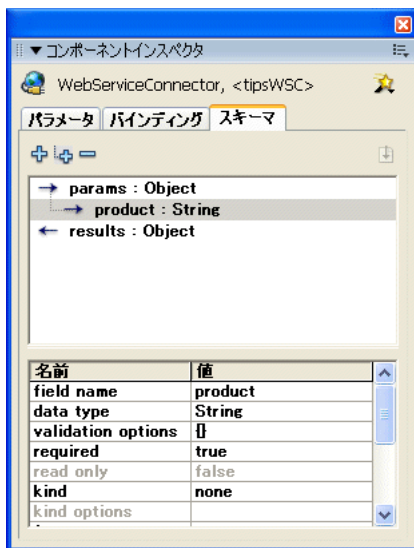 コンポーネントインスペクタ
WebServiceConnector, <tipsWSC>
パラメータ バインディング スキーマ
params : Object
product : String
results : Object
名前 値
field name product
data type String
validation options {}
required true
read only false
kind none
kind options